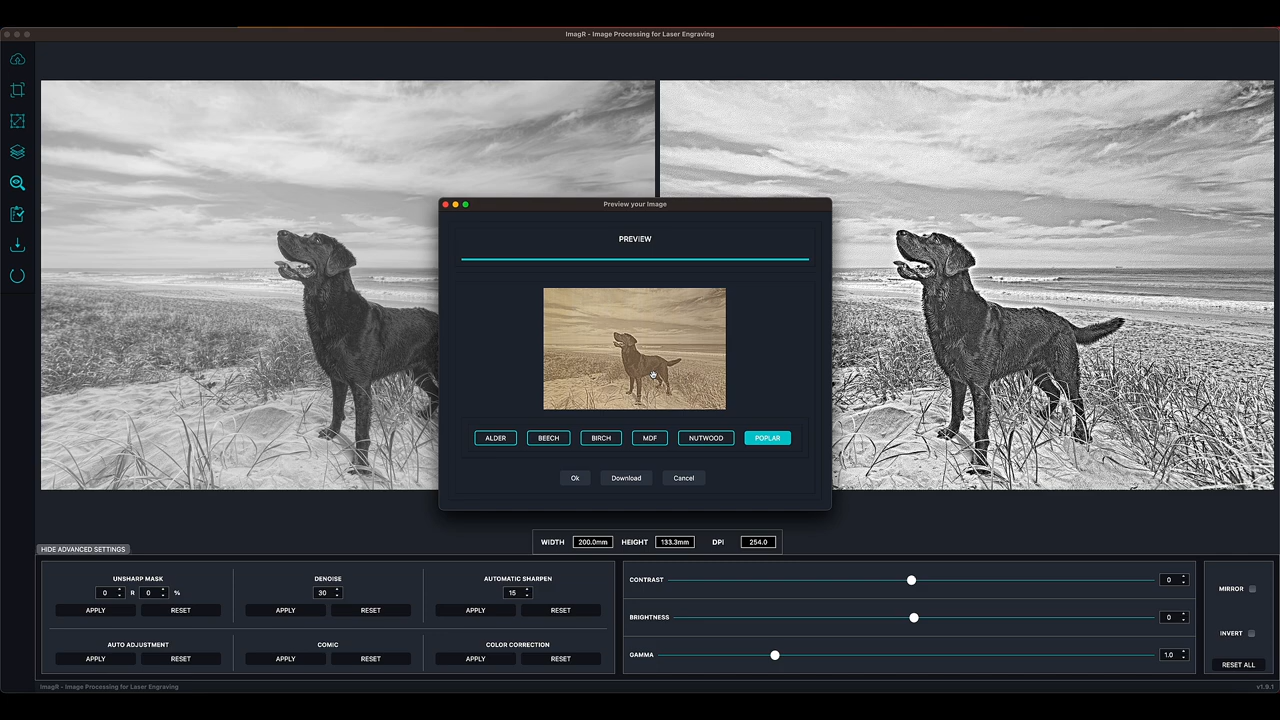 ImagR - Image Processing for Laser Engraving
Preview your Image
PREVIEW
ALDER BEECH BIRCH MDF NUTWOOD POPLAR
Ok Download Cancel
WIDTH 200.0mm HEIGHT 133.3mm DPI 254.0
HIDE ADVANCED SETTINGS
UNSHARP MASK DENOISE AUTOMATIC SHARPEN
0 R 0 % 30 15
APPLY RESET APPLY RESET APPLY RESET
AUTO ADJUSTMENT COMIC COLOR CORRECTION
APPLY RESET APPLY RESET APPLY RESET
CONTRAST 0
BRIGHTNESS 0
GAMMA 1.0
MIRROR
INVERT
RESET ALL
ImagR - Image Processing for Laser Engraving v1.9.1